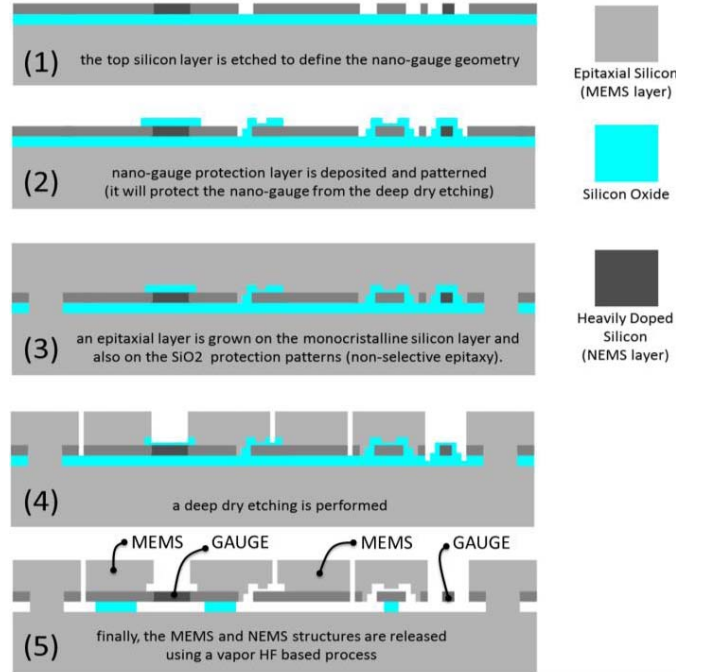 (1) the top silicon layer is etched to define the nano-gauge geometry
Epitaxial Silicon
(MEMS layer)
(2) nano-gauge protection layer is deposited and patterned
(it will protect the nano-gauge from the deep dry etching)
Silicon Oxide
(3) an epitaxial layer is grown on the monocristalline silicon layer and
also on the SiO2 protection patterns (non-selective epitaxy).
Heavily Doped
Silicon
(NEMS layer)
(4) a deep dry etching is performed
MEMS GAUGE MEMS GAUGE
(5) finally, the MEMS and NEMS structures are released
using a vapor HF based process